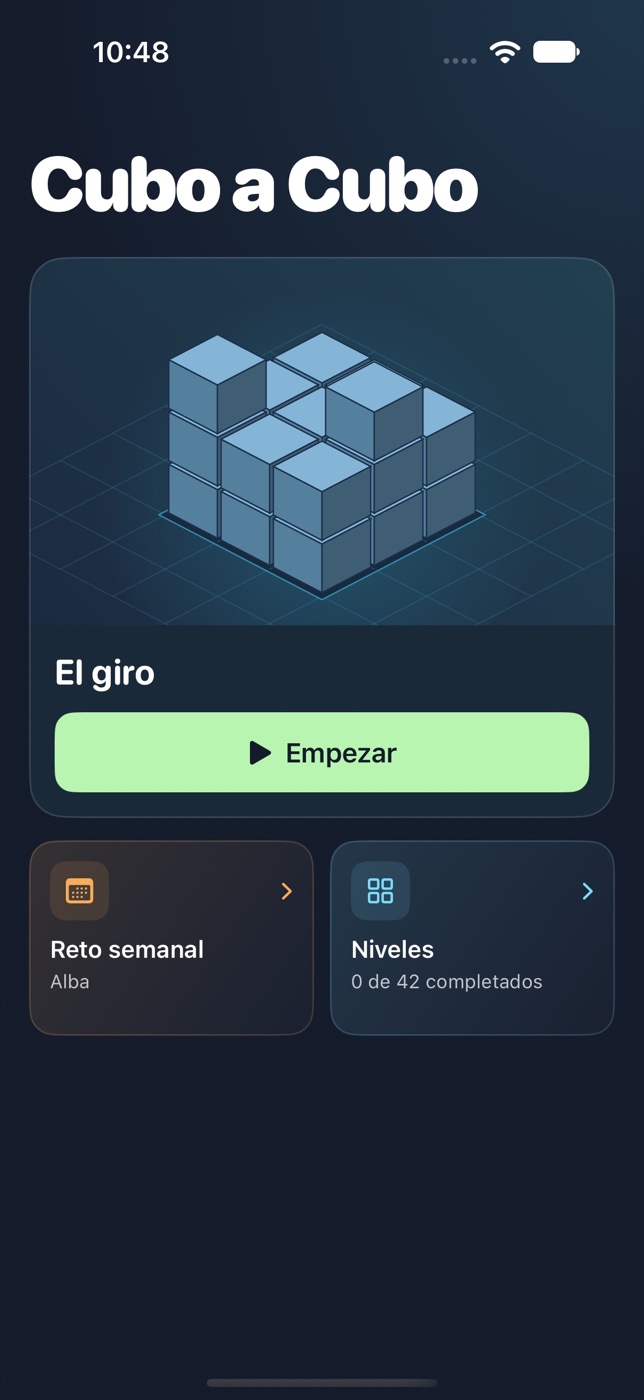 10:48
Cubo a Cubo
El giro
Empezar
Reto semanal
Alba
Niveles
0 de 42 completados